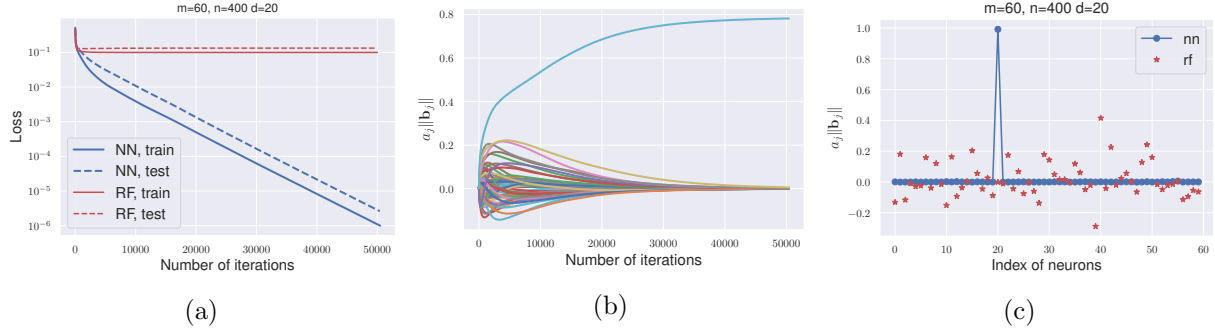 m=60, n=400 d=20
10⁻¹
10⁻²
10⁻³
10⁻⁴
10⁻⁵
10⁻⁶
Loss
NN, train
NN, test
RF, train
RF, test
0 10000 20000 30000 40000 50000
Number of iterations
(a)
0.8
0.6
0.4
0.2
0.0
a_j||b_j||
0 10000 20000 30000 40000 50000
Number of iterations
(b)
m=60, n=400 d=20
1.0
0.8
0.6
0.4
0.2
0.0
−0.2
a_j||b_j||
nn
rf
0 10 20 30 40 50 60
Index of neurons
(c)